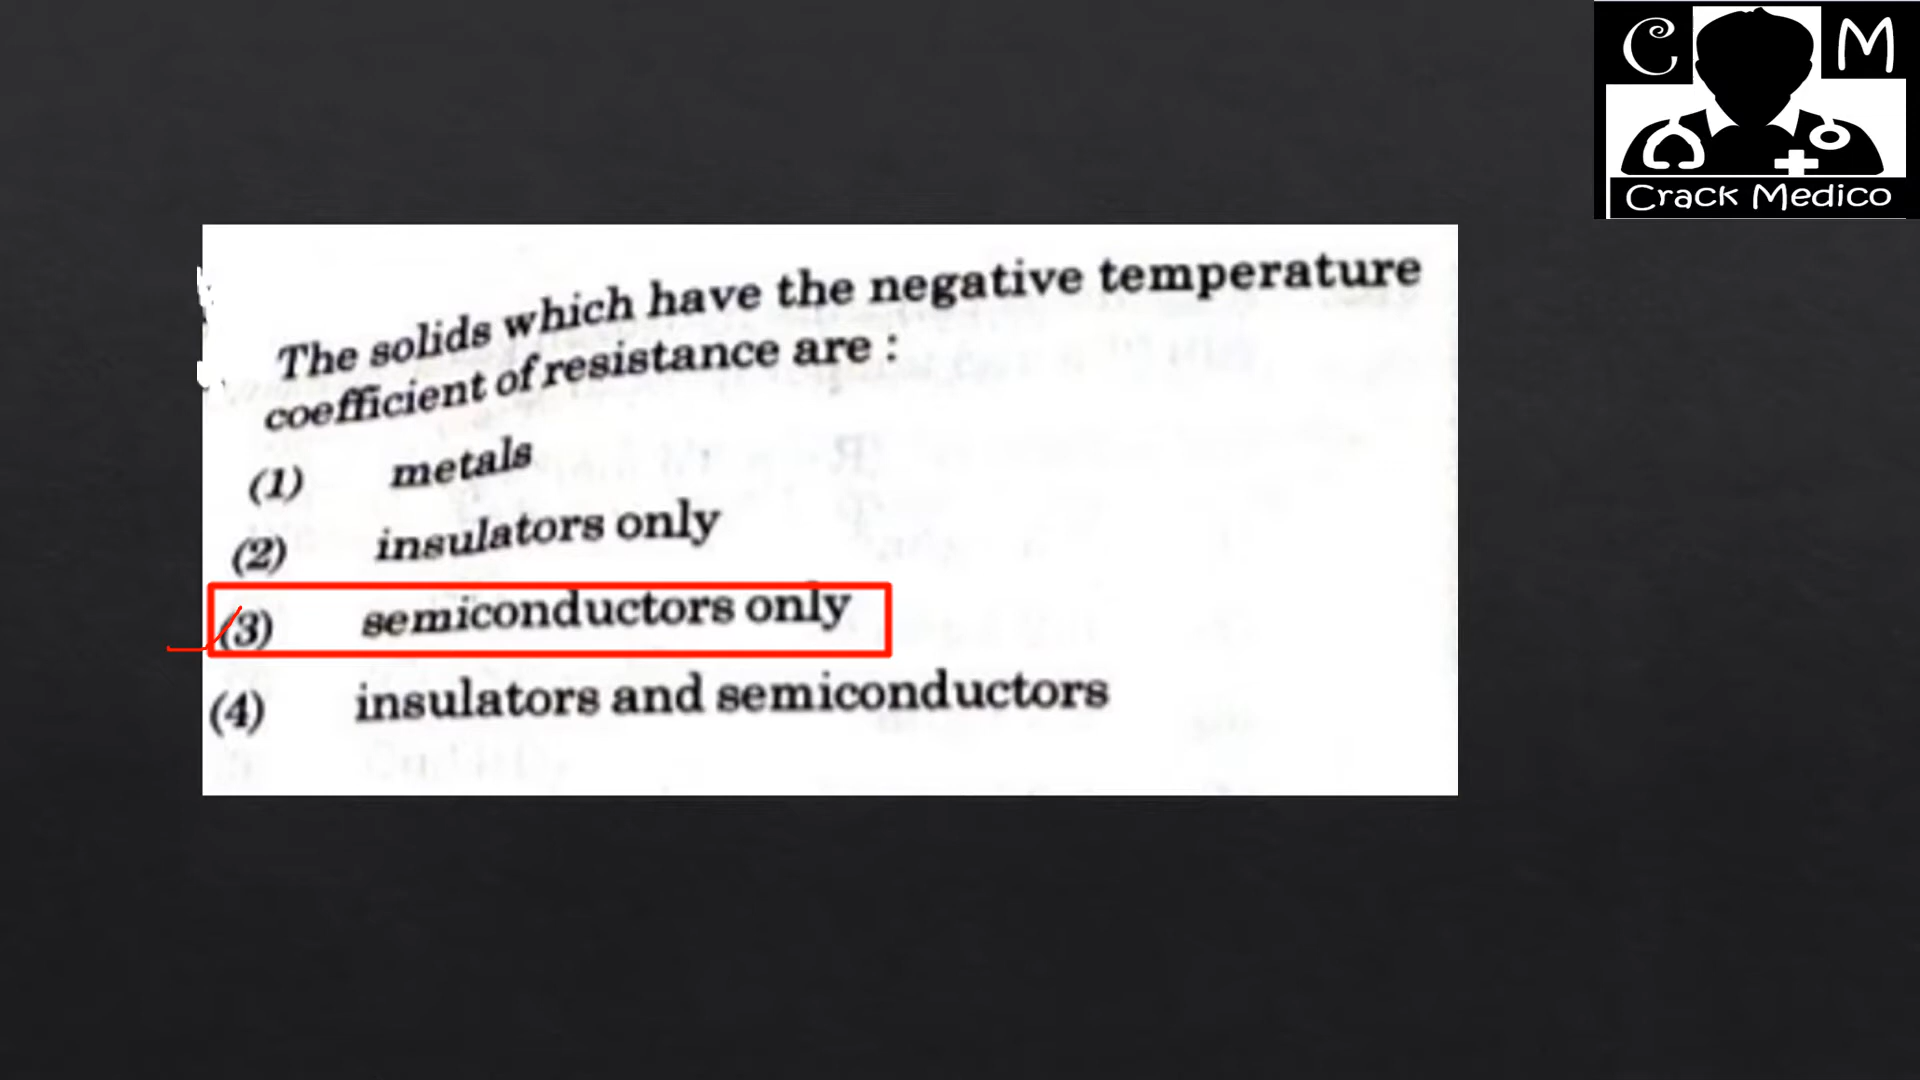 C M
Crack Medico
The solids which have the negative temperature
coefficient of resistance are :
(1) metals
(2) insulators only
(3) semiconductors only
(4) insulators and semiconductors